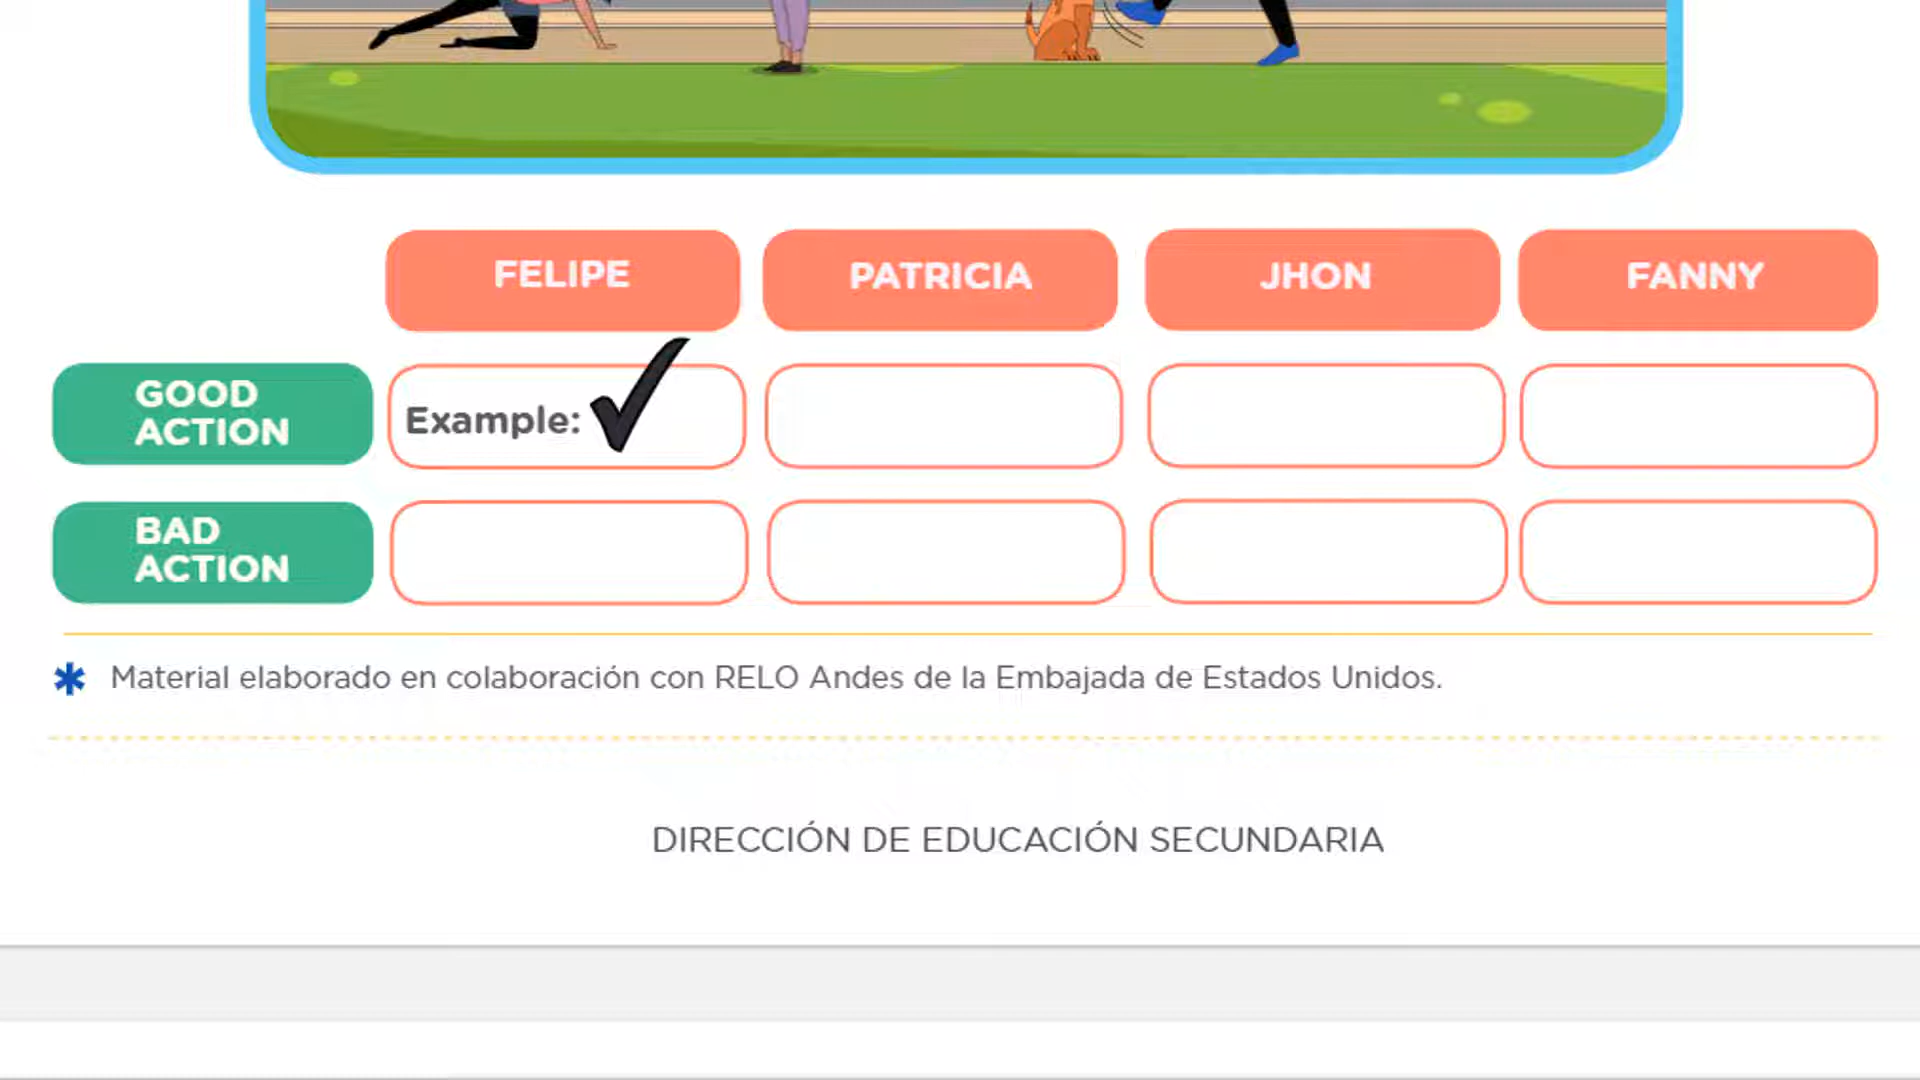 FELIPE PATRICIA JHON FANNY
GOOD
ACTION
Example:
BAD
ACTION
* Material elaborado en colaboración con RELO Andes de la Embajada de Estados Unidos.
DIRECCIÓN DE EDUCACIÓN SECUNDARIA